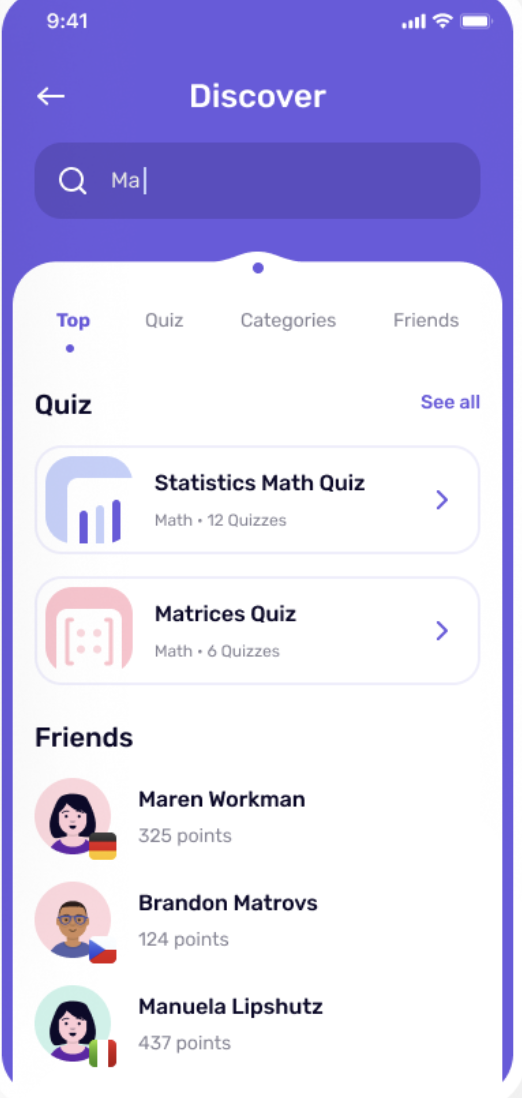 9:41
Discover
Ma
Top Quiz Categories Friends
Quiz See all
Statistics Math Quiz
Math • 12 Quizzes
Matrices Quiz
Math • 6 Quizzes
Friends
Maren Workman
325 points
Brandon Matrovs
124 points
Manuela Lipshutz
437 points